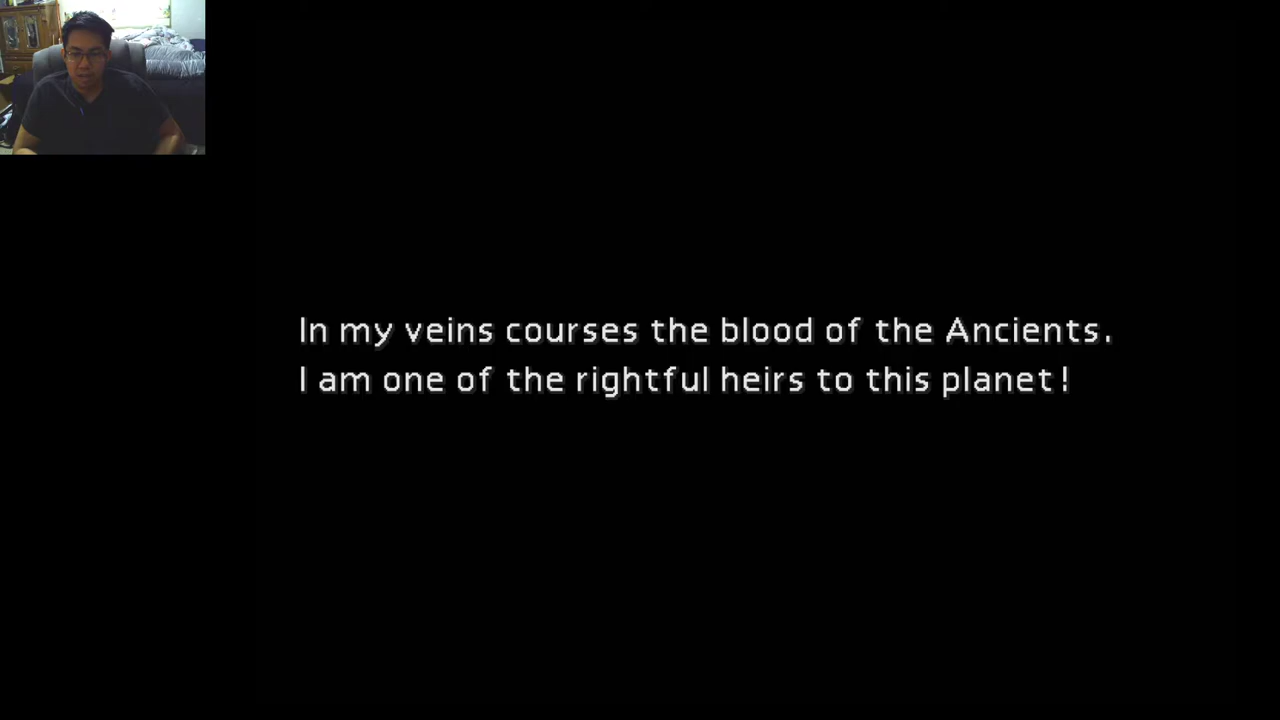 In my veins courses the blood of the Ancients.
I am one of the rightful heirs to this planet!